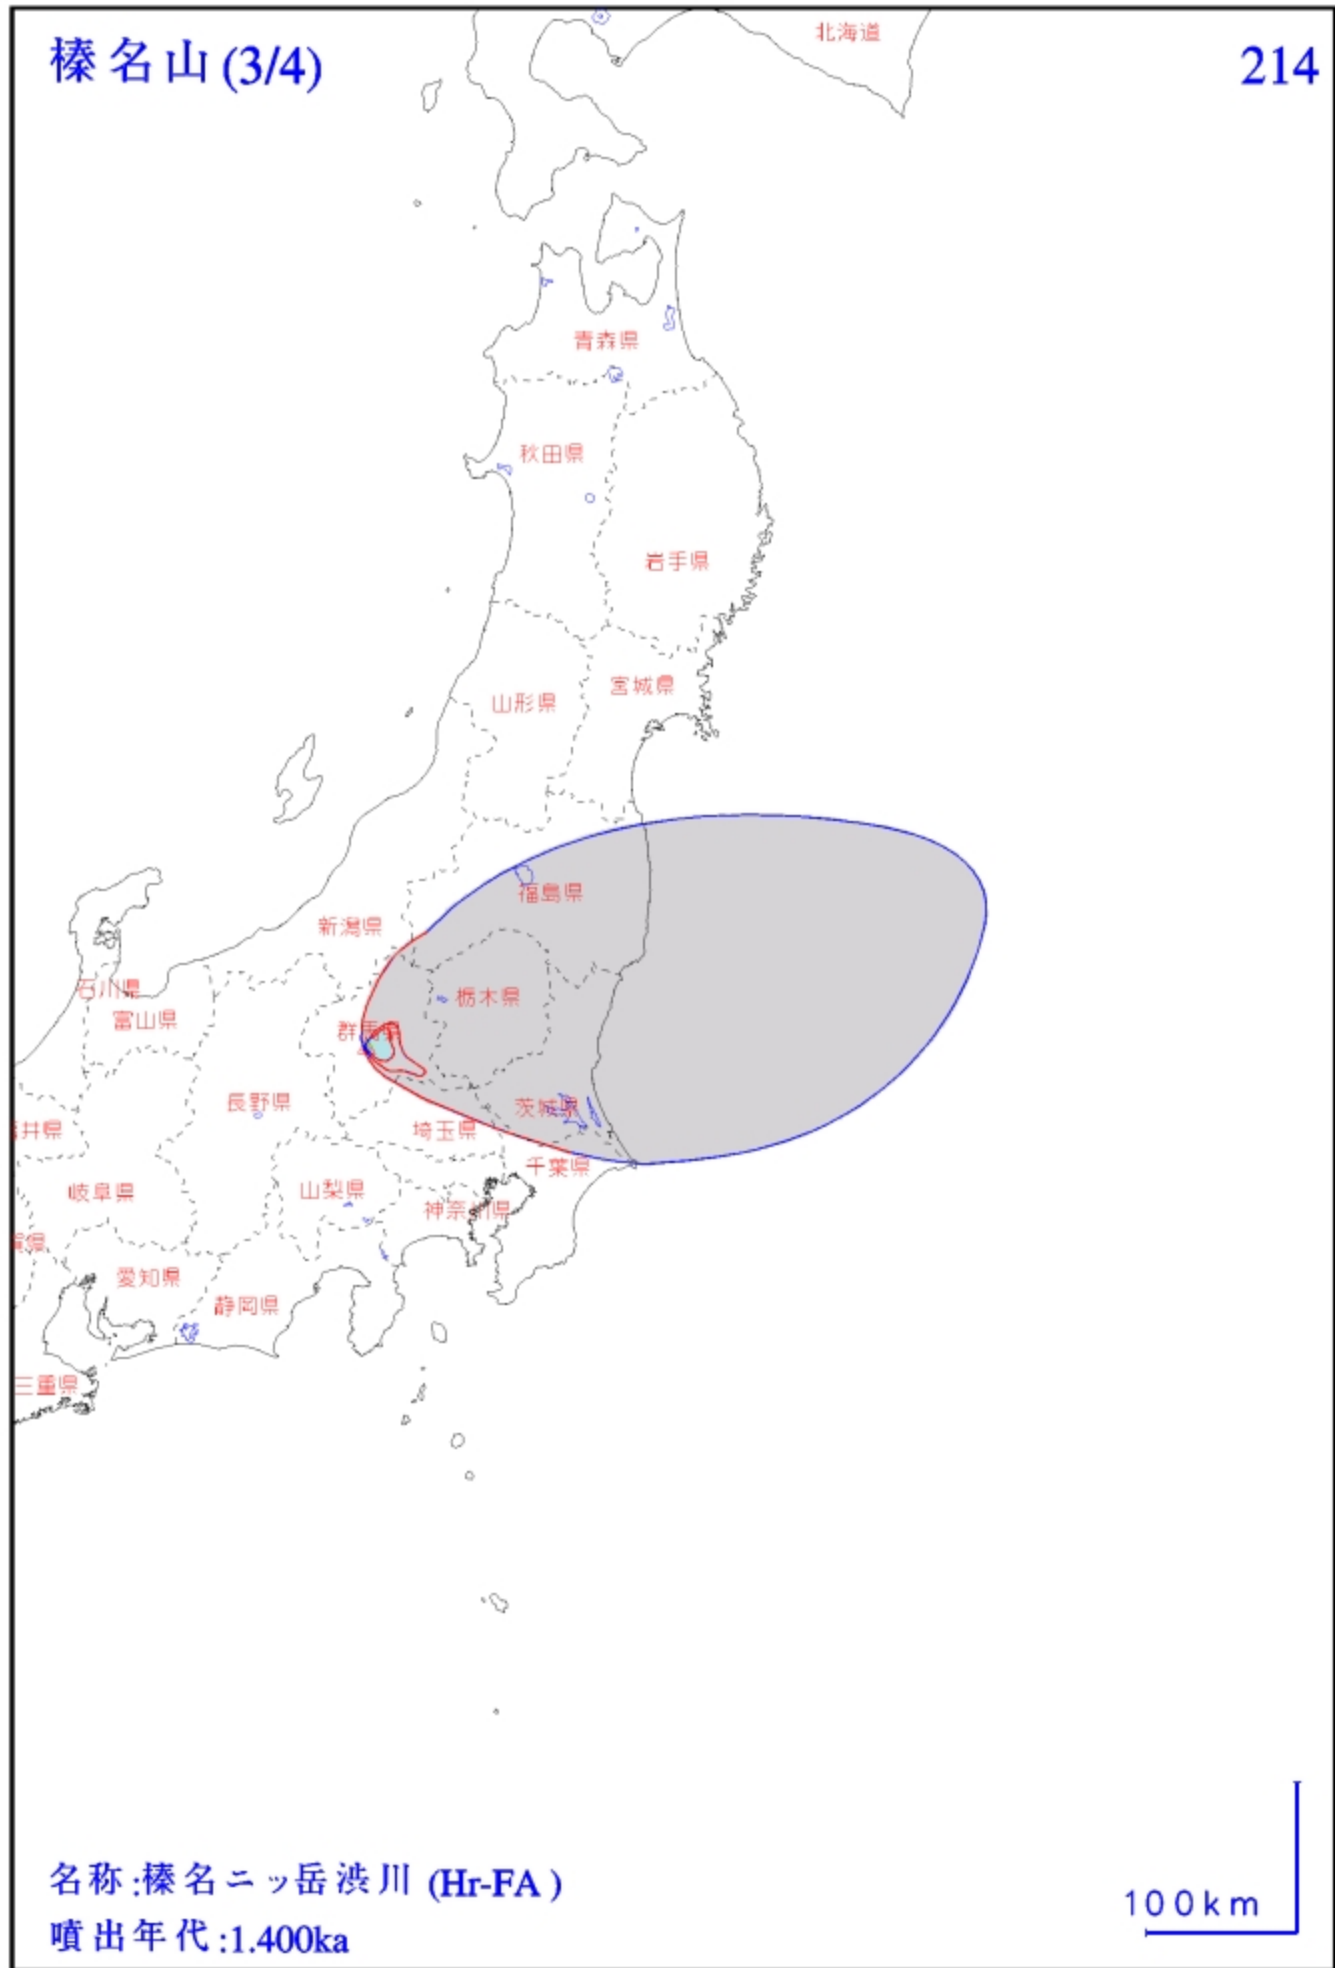 榛名山(3/4)
214
北海道
青森県
秋田県
岩手県
宮城県
山形県
福島県
新潟県
石川県
栃木県
富山県
群馬県
長野県
茨城県
井県
埼玉県
千葉県
岐阜県
山梨県
神奈川県
愛知県
静岡県
三重県
名称:榛名ニッ岳渋川 (Hr-FA )
100km
噴出年代:1.400ka